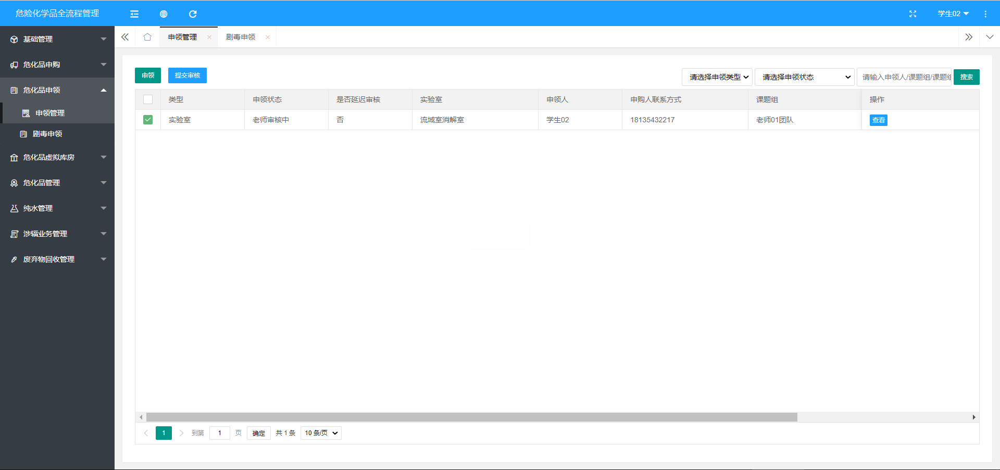 危险化学品全流程管理
学生02
基础管理
危化品申购
危化品申领
申领管理
剧毒申领
危化品虚拟库房
危化品管理
纯水管理
涉辐业务管理
废弃物回收管理
申领管理 剧毒申领
申领 提交审核 请选择申领类型 请选择申领状态 请输入申领人/课题组/课题 搜索
类型 申领状态 是否延迟审核 实验室 申领人 申购人联系方式 课题组 操作
实验室 老师审核中 否 流域室消解室 学生02 18135432217 老师01团队 查看
1 到第 1 页 确定 共 1 条 10 条/页